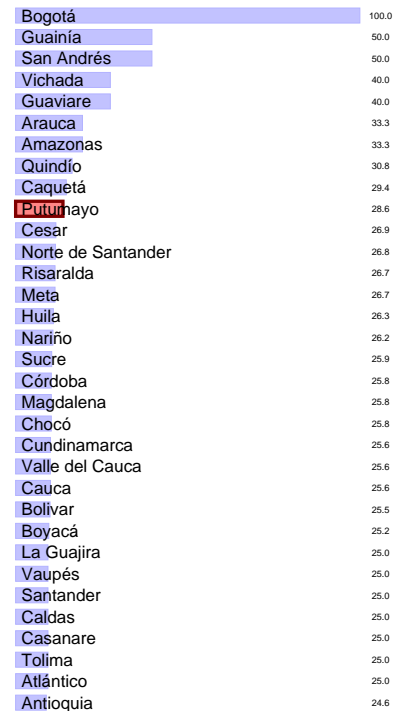 Bogotá 100.0
Guainía 50.0
San Andrés 50.0
Vichada 40.0
Guaviare 40.0
Arauca 33.3
Amazonas 33.3
Quindío 30.8
Caquetá 29.4
Putumayo 28.6
Cesar 26.9
Norte de Santander 26.8
Risaralda 26.7
Meta 26.7
Huila 26.3
Nariño 26.2
Sucre 25.9
Córdoba 25.8
Magdalena 25.8
Chocó 25.8
Cundinamarca 25.6
Valle del Cauca 25.6
Cauca 25.6
Bolivar 25.5
Boyacá 25.2
La Guajira 25.0
Vaupés 25.0
Santander 25.0
Caldas 25.0
Casanare 25.0
Tolima 25.0
Atlántico 25.0
Antioquia 24.6